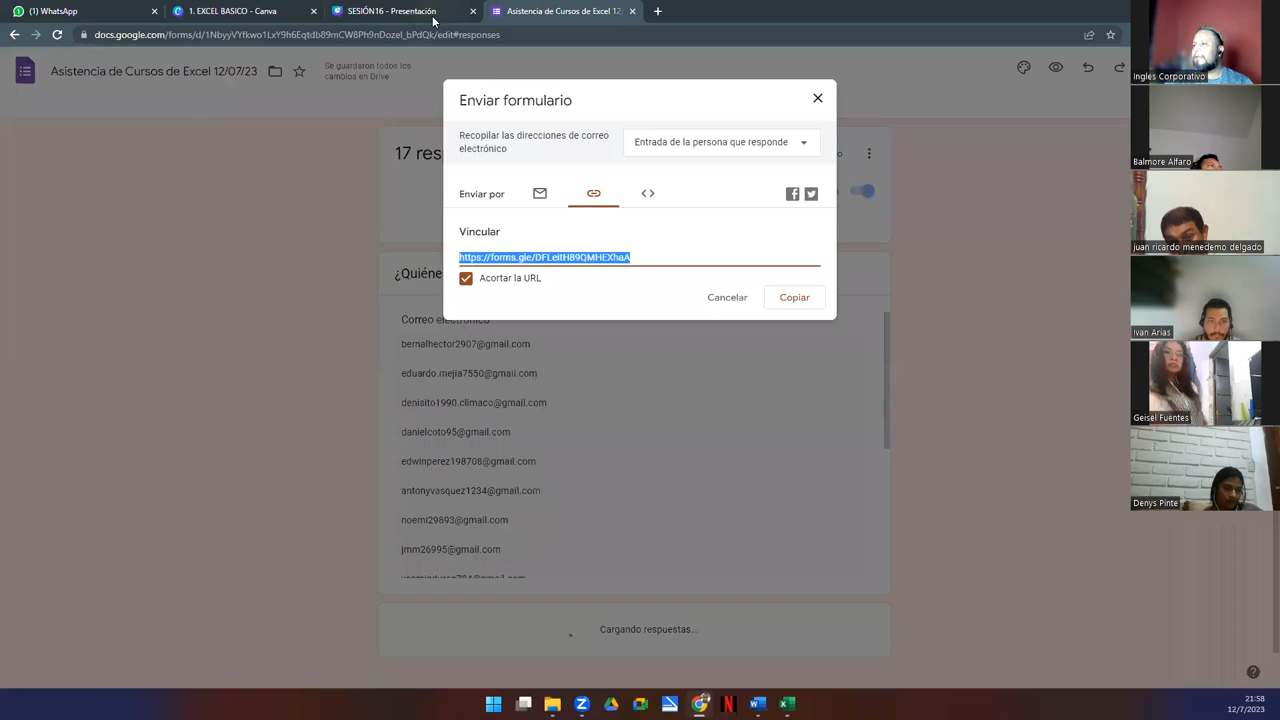 (1) WhatsApp
1. EXCEL BASICO - Canva
SESIÓN16 - Presentación
Asistencia de Cursos de Excel 12/
docs.google.com/forms/d/1NbyyVYfkwo1LxY9h6Eqtdb89mCW8Ph9nDozel_bPdQk/edit#responses
Asistencia de Cursos de Excel 12/07/23
Se guardaron todos los
cambios en Drive
Enviar formulario
Recopilar las direcciones de correo
electrónico
Entrada de la persona que responde
17 res
Enviar por
Vincular
https://forms.gle/DFLeitH89QMHEXhaA
Acortar la URL
Cancelar
Copiar
¿Quiéne
Correo electrónico
bernalhector2907@gmail.com
eduardo.mejia7550@gmail.com
denisito1990.climaco@gmail.com
danielcoto95@gmail.com
edwinperez198708@gmail.com
antonyvasquez1234@gmail.com
noemi29893@gmail.com
jmm26995@gmail.com
Cargando respuestas...
Ingles Corporativo
Balmore Alfaro
juan ricardo menedemo delgado
Ivan Arias
Geisel Fuentes
Denys Pinte
21:58
12/7/2023